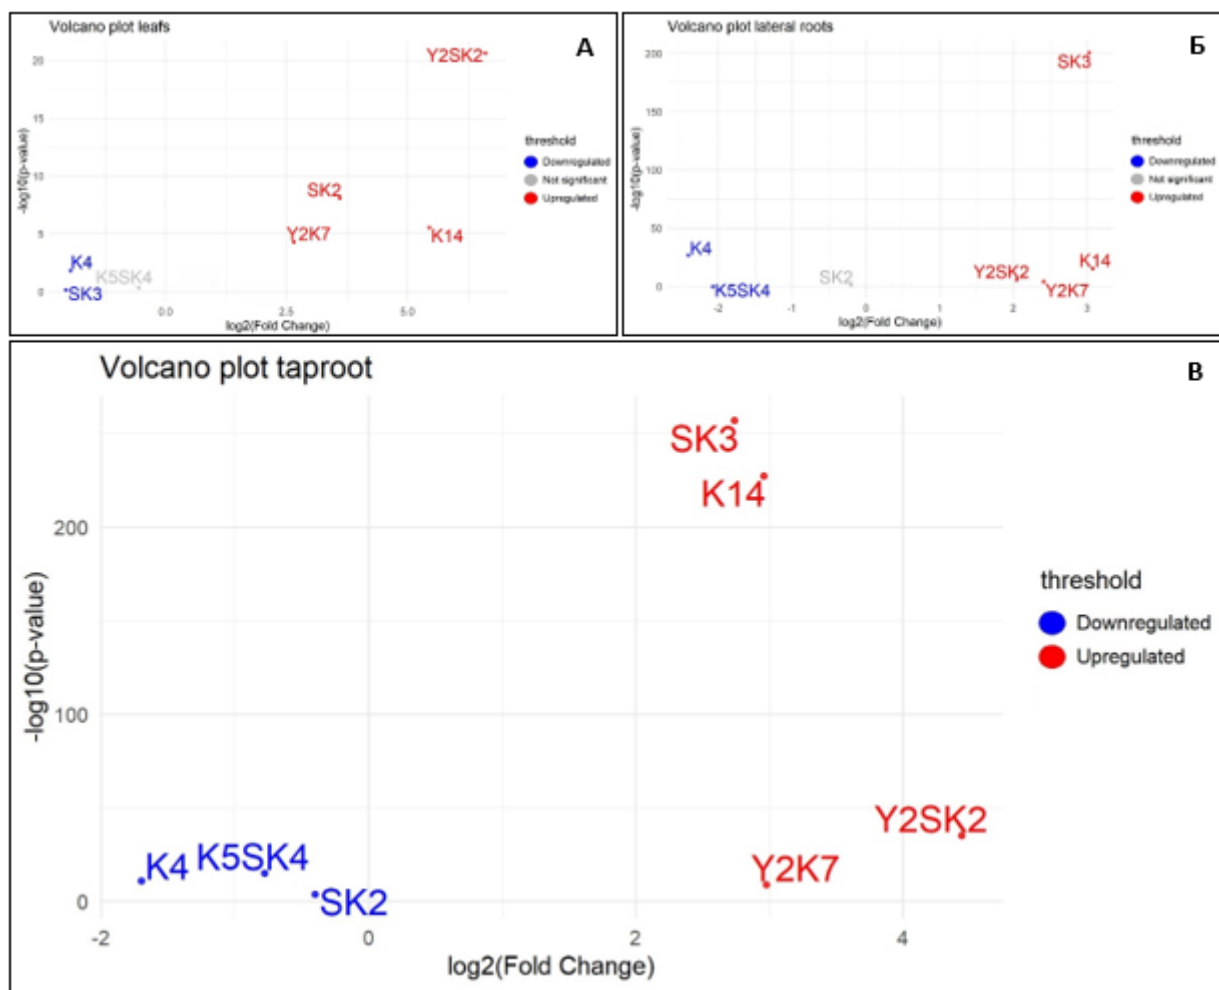 Volcano plot leafs
А
20
15
10
5
0
-log10(p-value)
Y2SK2
SK2
Y2K7
K14
K4
K5SK4
SK3
0.0 2.5 5.0
log2(Fold Change)
threshold
Downregulated
Not significant
Upregulated
Volcano plot lateral roots
Б
200
150
100
50
0
-log10(p-value)
SK3
K4
K14
Y2SK2
SK2
K5SK4
Y2K7
-2 -1 0 1 2 3
log2(Fold Change)
threshold
Downregulated
Not significant
Upregulated
Volcano plot taproot
В
200
100
0
-log10(p-value)
SK3
K14
Y2SK2
K4
K5SK4
Y2K7
SK2
-2 0 2 4
log2(Fold Change)
threshold
Downregulated
Upregulated